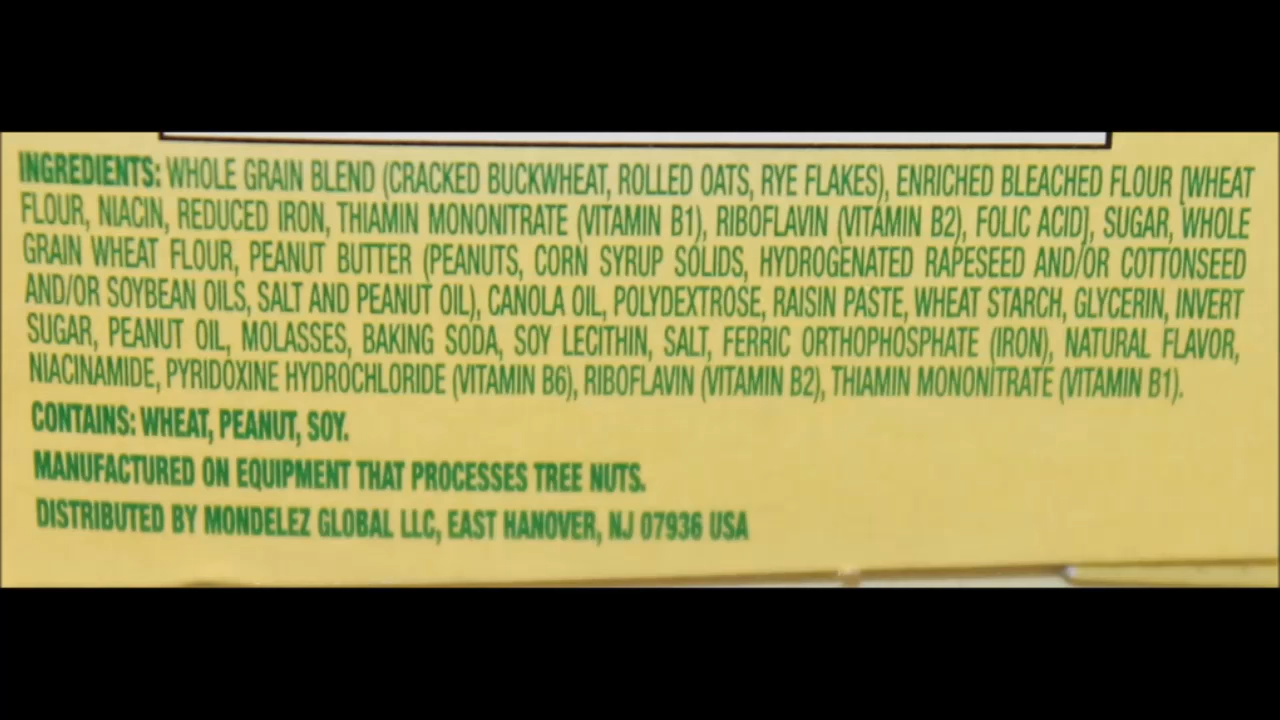 INGREDIENTS: WHOLE GRAIN BLEND (CRACKED BUCKWHEAT, ROLLED OATS, RYE FLAKES), ENRICHED BLEACHED FLOUR [WHEAT
FLOUR, NIACIN, REDUCED IRON, THIAMIN MONONITRATE (VITAMIN B1), RIBOFLAVIN (VITAMIN B2), FOLIC ACID], SUGAR, WHOLE
GRAIN WHEAT FLOUR, PEANUT BUTTER (PEANUTS, CORN SYRUP SOLIDS, HYDROGENATED RAPESEED AND/OR COTTONSEED
AND/OR SOYBEAN OILS, SALT AND PEANUT OIL), CANOLA OIL, POLYDEXTROSE, RAISIN PASTE, WHEAT STARCH, GLYCERIN, INVERT
SUGAR, PEANUT OIL, MOLASSES, BAKING SODA, SOY LECITHIN, SALT, FERRIC ORTHOPHOSPHATE (IRON), NATURAL FLAVOR,
NIACINAMIDE, PYRIDOXINE HYDROCHLORIDE (VITAMIN B6), RIBOFLAVIN (VITAMIN B2), THIAMIN MONONITRATE (VITAMIN B1).
CONTAINS: WHEAT, PEANUT, SOY.
MANUFACTURED ON EQUIPMENT THAT PROCESSES TREE NUTS.
DISTRIBUTED BY MONDELEZ GLOBAL LLC, EAST HANOVER, NJ 07936 USA